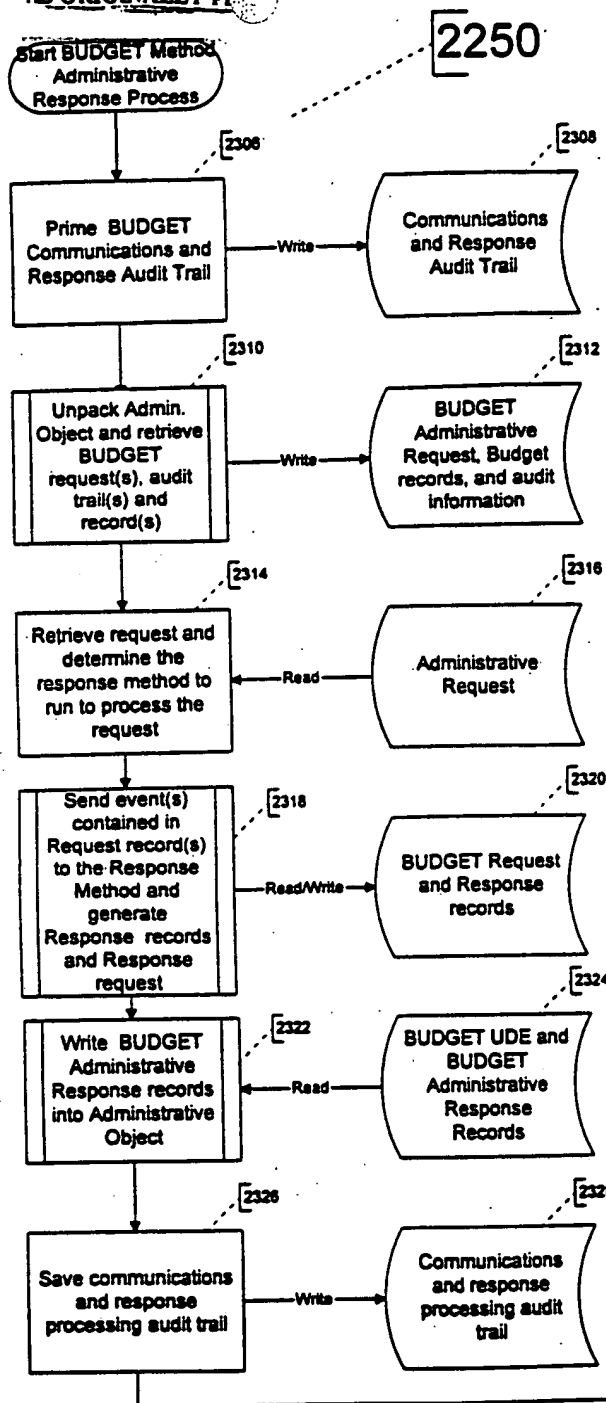 2250
Start BUDGET Method
Administrative
Response Process
2306
2308
Prime BUDGET
Communications and
Response Audit Trail
Write
Communications
and Response
Audit Trail
2310
2312
Unpack Admin.
Object and retrieve
BUDGET
request(s), audit
trail(s) and
record(s)
Write
BUDGET
Administrative
Request, Budget
records, and audit
information
2314
2316
Retrieve request and
determine the
response method to
run to process the
request
Read
Administrative
Request
2318
2320
Send event(s)
contained in
Request record(s)
to the Response
Method and
generate
Response records
and Response
request
Read/Write
BUDGET Request
and Response
records
2322
2324
Write BUDGET
Administrative
Response records
into Administrative
Object
Read
BUDGET UDE and
BUDGET
Administrative
Response
Records
2326
Save communications
and response
processing audit trail
Write
Communications
and response
processing audit
trail